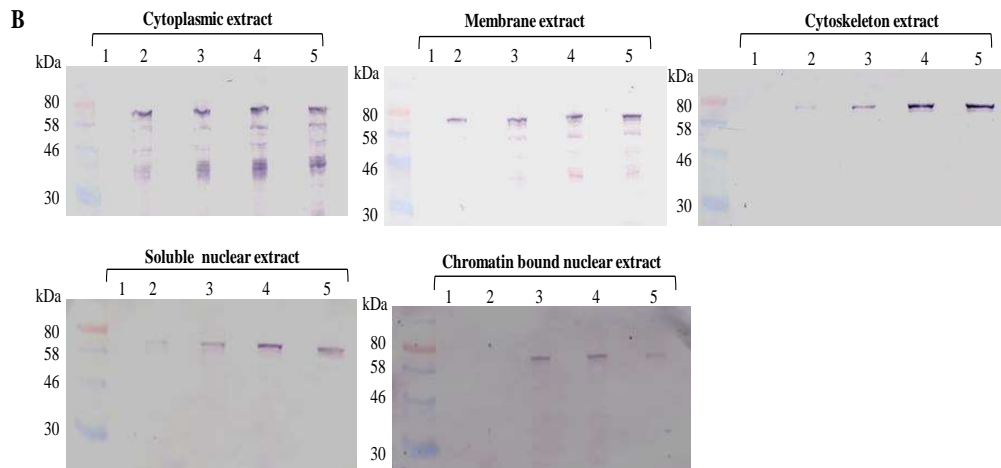 B
Cytoplasmic extract
1 2 3 4 5
kDa
80
58
46
30
Membrane extract
1 2 3 4 5
kDa
80
58
46
30
Cytoskeleton extract
1 2 3 4 5
kDa
80
58
46
30
Soluble nuclear extract
1 2 3 4 5
kDa
80
58
46
30
Chromatin bound nuclear extract
1 2 3 4 5
kDa
80
58
46
30